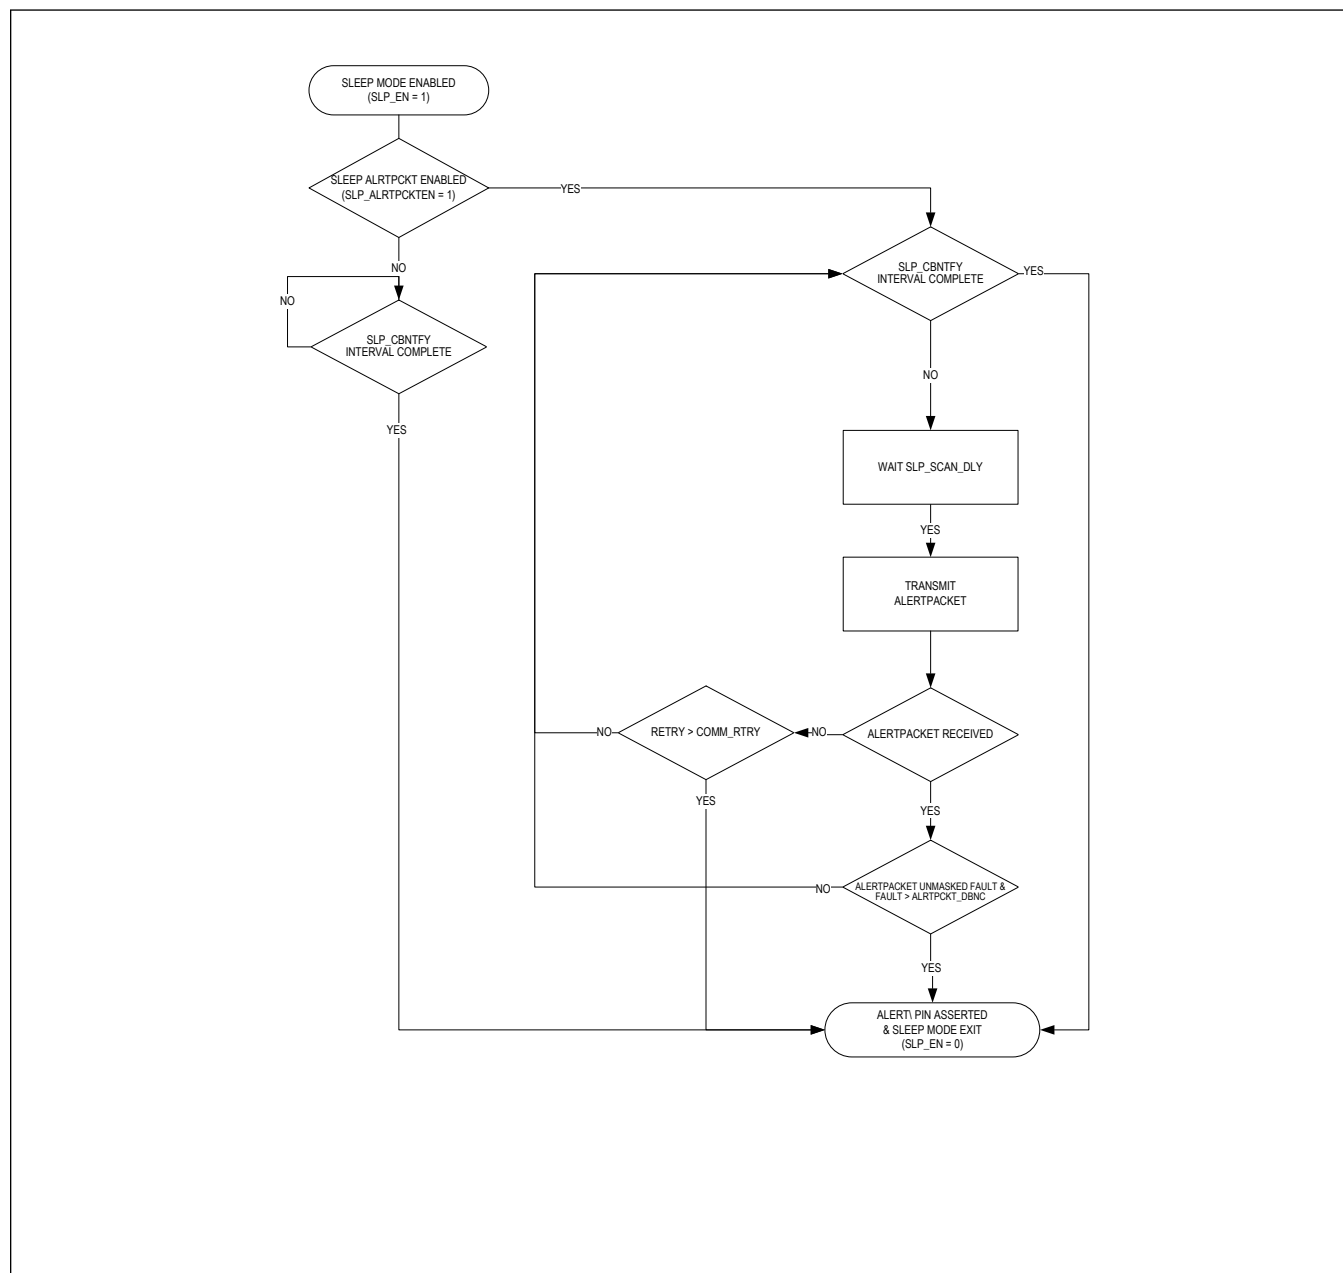 SLEEP MODE ENABLED
(SLP_EN = 1)
SLEEP ALRTPCKT ENABLED
(SLP_ALRTPCKTEN = 1)
YES
NO
SLP_CBNTFY
INTERVAL COMPLETE
YES
NO
SLP_CBNTFY
INTERVAL COMPLETE
NO
YES
WAIT SLP_SCAN_DLY
YES
TRANSMIT
ALERTPACKET
ALERTPACKET RECEIVED
NO
RETRY > COMM_RTRY
NO
YES
YES
ALERTPACKET UNMASKED FAULT &
FAULT > ALRTPCKT_DBNC
NO
YES
ALERT\ PIN ASSERTED
& SLEEP MODE EXIT
(SLP_EN = 0)